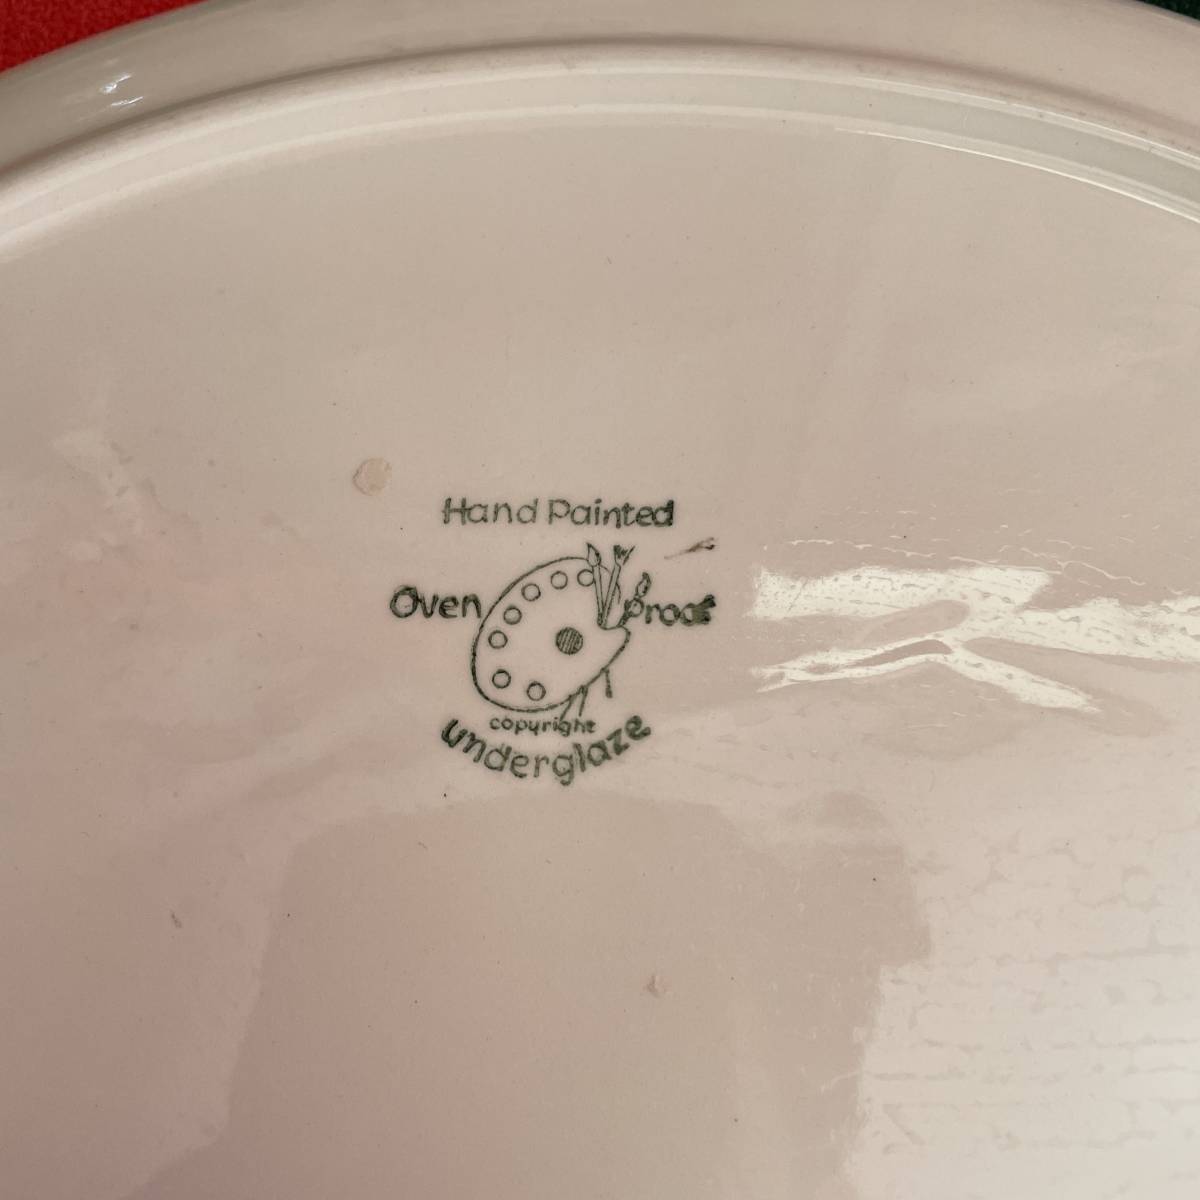 Hand Painted
Oven Proof
copyright
underglaze